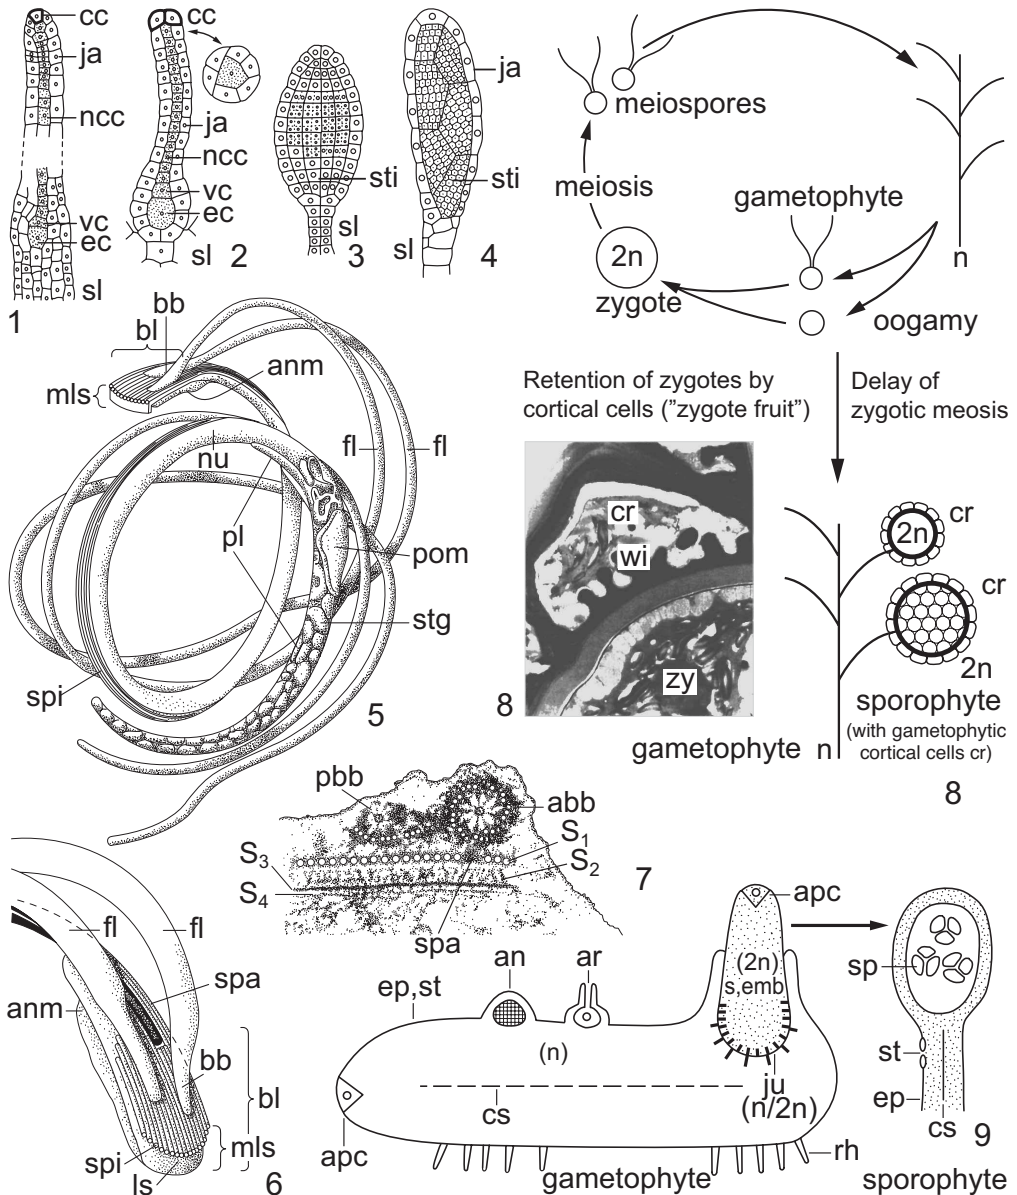 cc
ja
ncc
vc
ec
sl
1
cc
ja
ncc
vc
ec
sl
2
sti
sl
3
ja
sti
sl
4
meiospores
meiosis
gametophyte
2n
zygote
n
oogamy
bb
bl
mls
anm
fl
fl
nu
pl
pom
stg
spi
5
Retention of zygotes by
cortical cells ("zygote fruit")
Delay of
zygotic meosis
cr
wi
zy
8
2n
cr
cr
2n
sporophyte
(with gametophytic
cortical cells cr)
gametophyte n
8
pbb
abb
S1
S2
S3
S4
spa
7
fl
fl
spa
anm
bb
bl
mls
spi
ls
6
an
ar
ep,st
(n)
cs
apc
apc
(2n)
s,emb
ju
(n/2n)
rh
gametophyte
sp
st
ep
cs
9
sporophyte